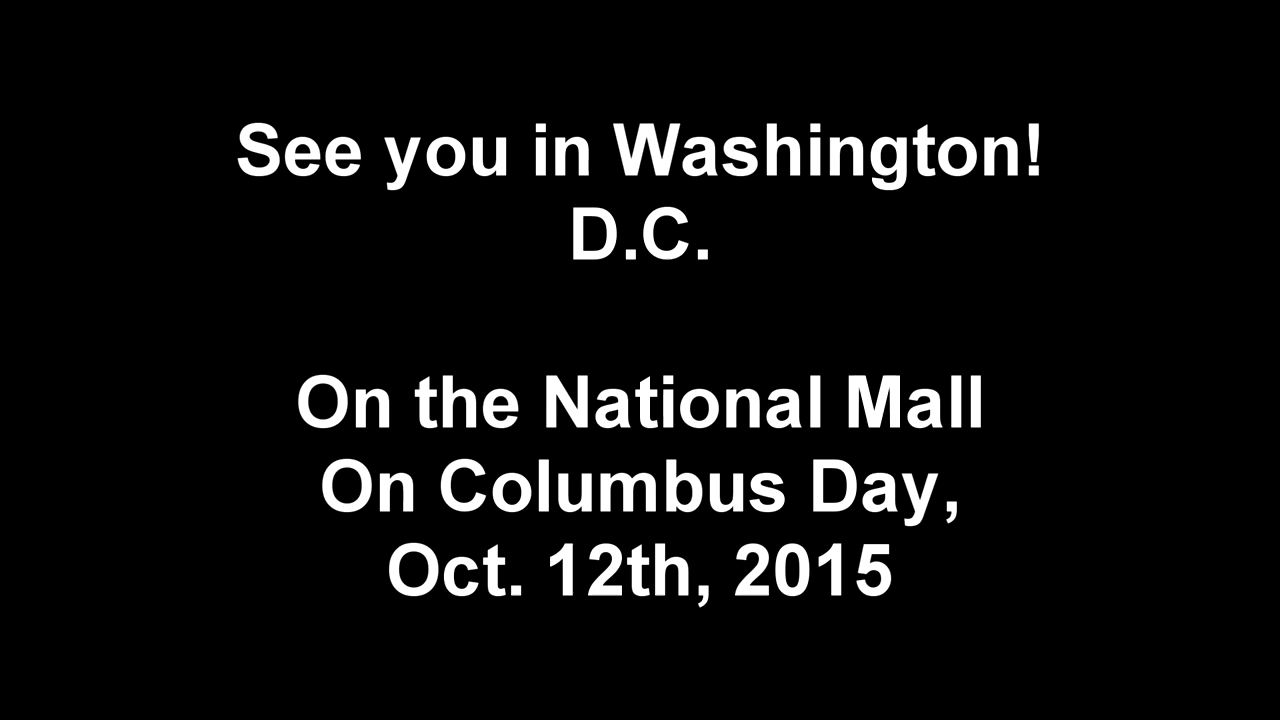 See you in Washington!
D.C.
On the National Mall
On Columbus Day,
Oct. 12th, 2015